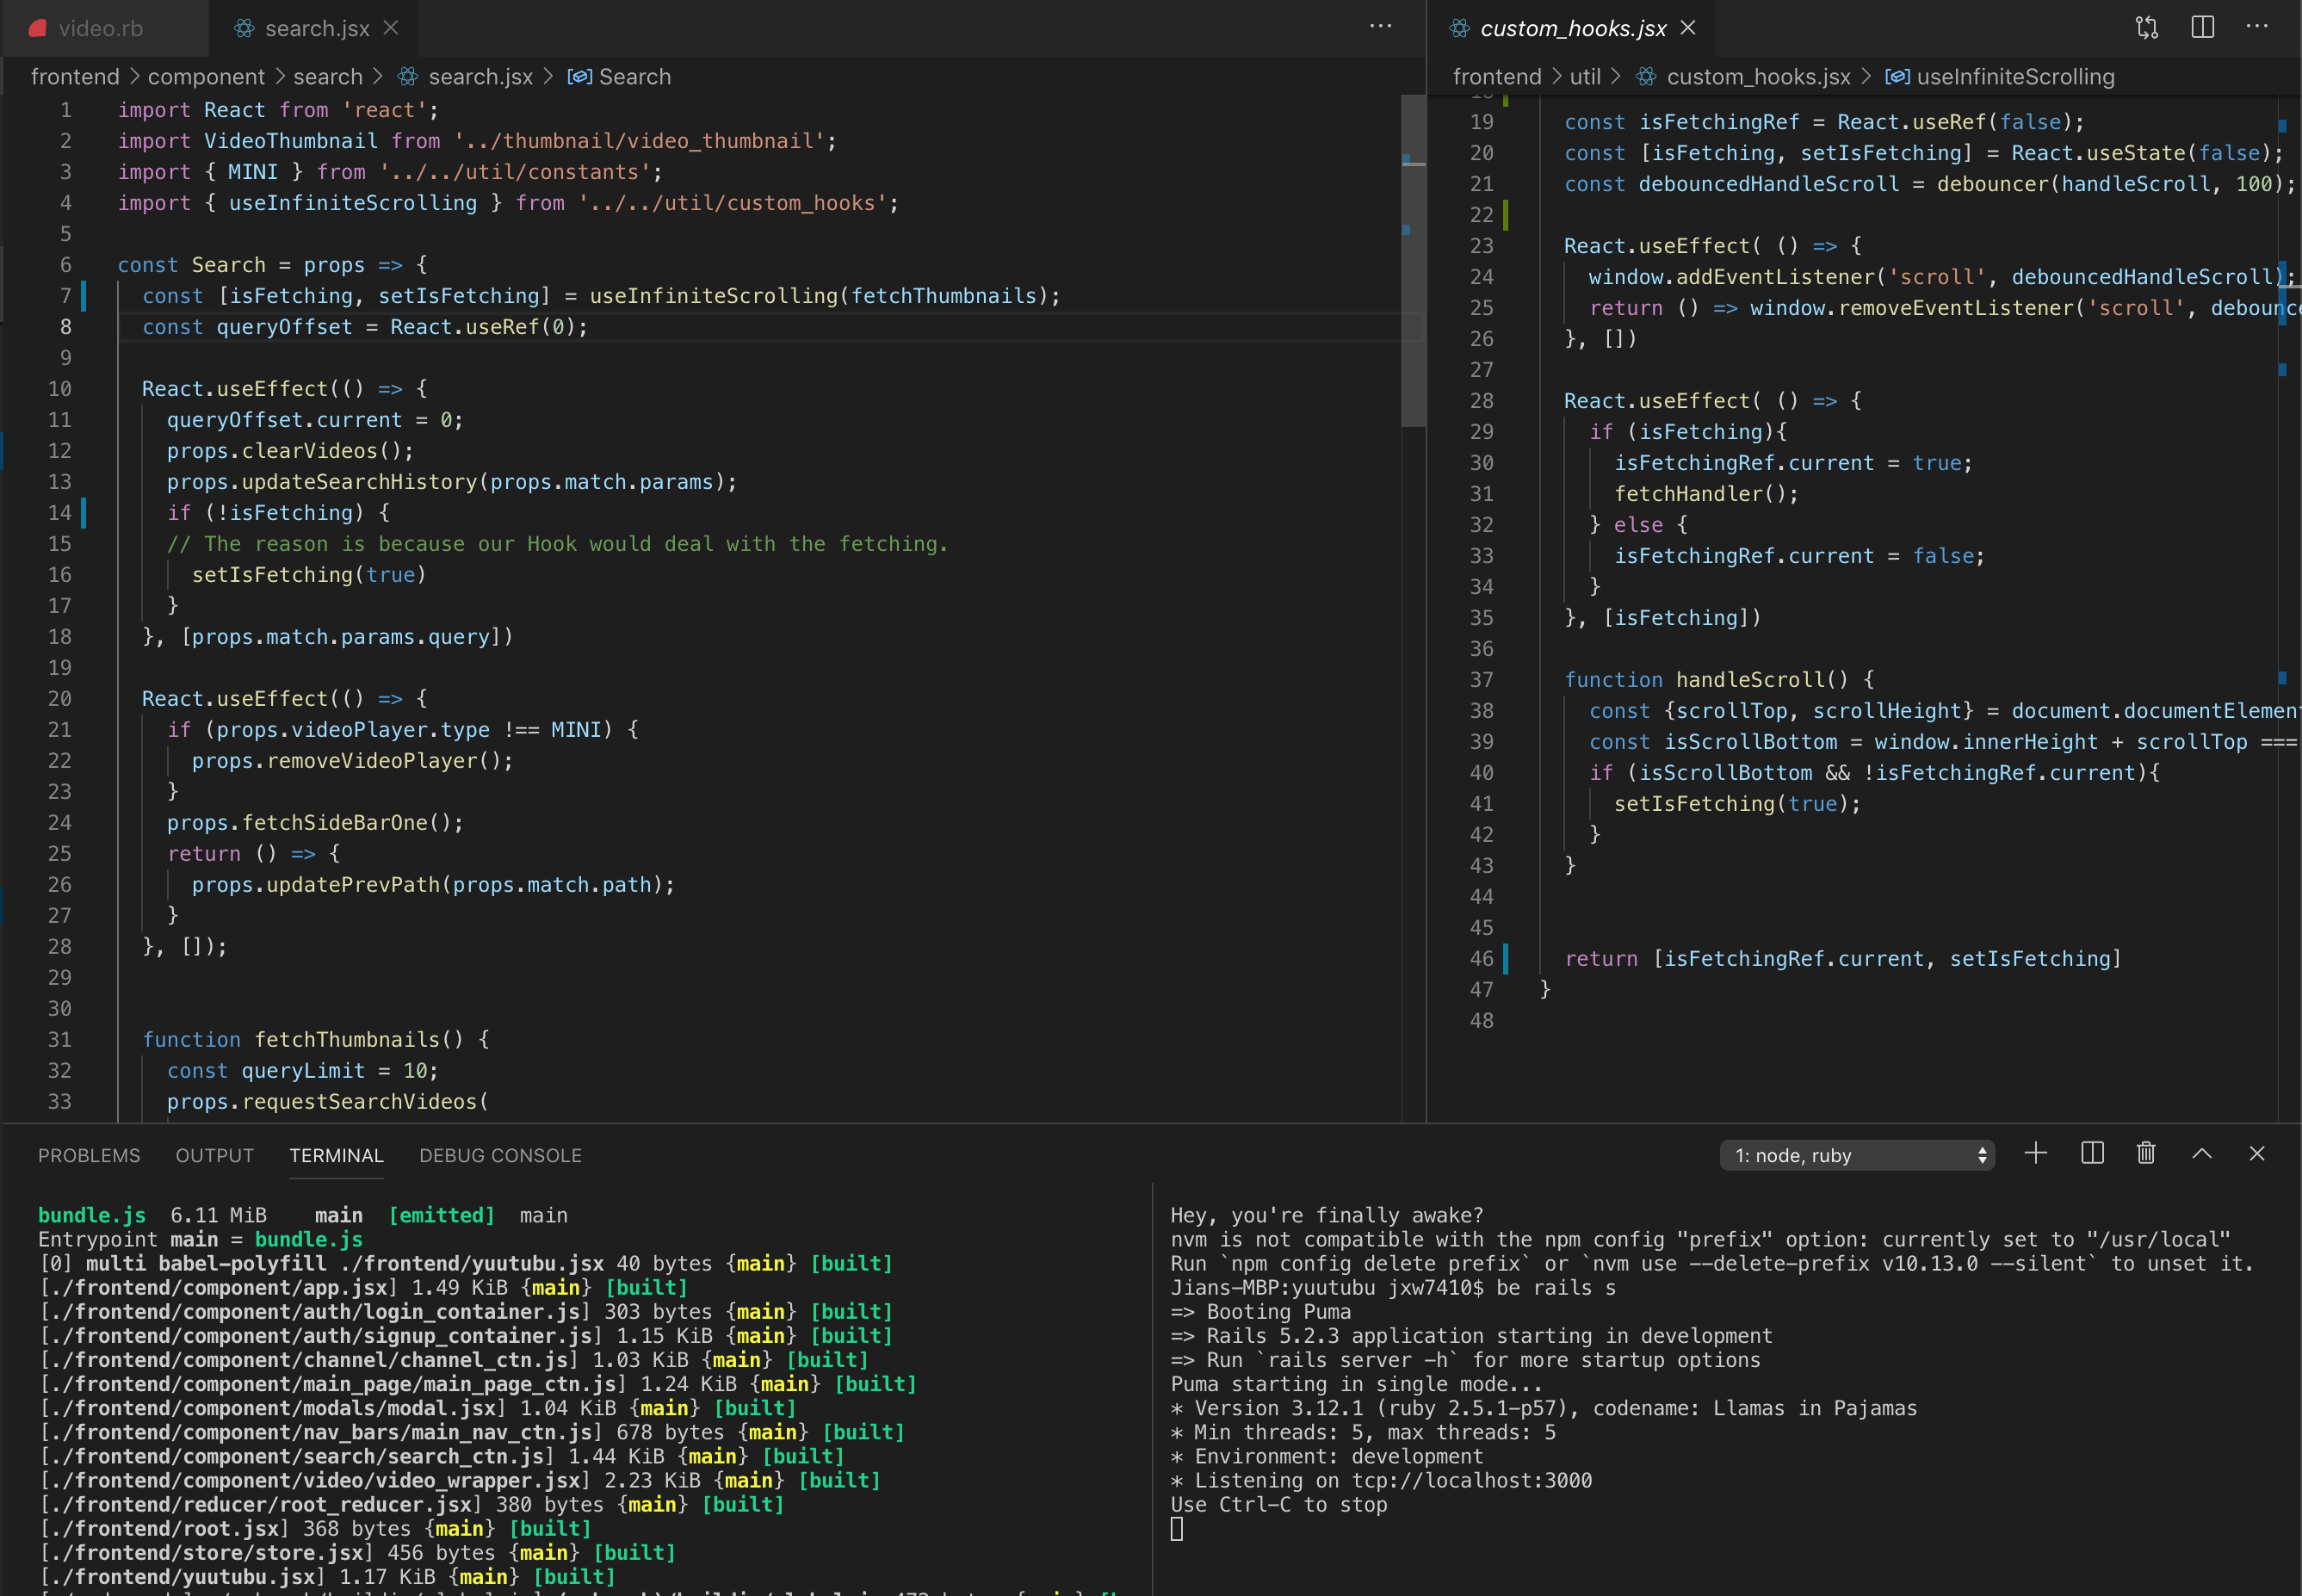 video.rb
search.jsx
frontend > component > search > search.jsx > Search
1 import React from 'react';
2 import VideoThumbnail from '../thumbnail/video_thumbnail';
3 import { MINI } from '../../util/constants';
4 import { useInfiniteScrolling } from '../../util/custom_hooks';
5
6 const Search = props => {
7 const [isFetching, setIsFetching] = useInfiniteScrolling(fetchThumbnails);
8 const queryOffset = React.useRef(0);
9
10 React.useEffect(() => {
11 queryOffset.current = 0;
12 props.clearVideos();
13 props.updateSearchHistory(props.match.params);
14 if (!isFetching) {
15 // The reason is because our Hook would deal with the fetching.
16 setIsFetching(true)
17 }
18 }, [props.match.params.query])
19
20 React.useEffect(() => {
21 if (props.videoPlayer.type !== MINI) {
22 props.removeVideoPlayer();
23 }
24 props.fetchSideBarOne();
25 return () => {
26 props.updatePrevPath(props.match.path);
27 }
28 }, []);
29
30
31 function fetchThumbnails() {
32 const queryLimit = 10;
33 props.requestSearchVideos(
custom_hooks.jsx
frontend > util > custom_hooks.jsx > useInfiniteScrolling
18
19 const isFetchingRef = React.useRef(false);
20 const [isFetching, setIsFetching] = React.useState(false);
21 const debouncedHandleScroll = debouncer(handleScroll, 100);
22
23 React.useEffect( () => {
24 window.addEventListener('scroll', debouncedHandleScroll);
25 return () => window.removeEventListener('scroll', debounce
26 }, [])
27
28 React.useEffect( () => {
29 if (isFetching){
30 isFetchingRef.current = true;
31 fetchHandler();
32 } else {
33 isFetchingRef.current = false;
34 }
35 }, [isFetching])
36
37 function handleScroll() {
38 const {scrollTop, scrollHeight} = document.documentElemen
39 const isScrollBottom = window.innerHeight + scrollTop ===
40 if (isScrollBottom && !isFetchingRef.current){
41 setIsFetching(true);
42 }
43 }
44
45
46 return [isFetchingRef.current, setIsFetching]
47 }
48
PROBLEMS OUTPUT TERMINAL DEBUG CONSOLE
1: node, ruby
bundle.js 6.11 MiB main [emitted] main
Entrypoint main = bundle.js
[0] multi babel-polyfill ./frontend/yuutubu.jsx 40 bytes {main} [built]
[./frontend/component/app.jsx] 1.49 KiB {main} [built]
[./frontend/component/auth/login_container.js] 303 bytes {main} [built]
[./frontend/component/auth/signup_container.js] 1.15 KiB {main} [built]
[./frontend/component/channel/channel_ctn.js] 1.03 KiB {main} [built]
[./frontend/component/main_page/main_page_ctn.js] 1.24 KiB {main} [built]
[./frontend/component/modals/modal.jsx] 1.04 KiB {main} [built]
[./frontend/component/nav_bars/main_nav_ctn.js] 678 bytes {main} [built]
[./frontend/component/search/search_ctn.js] 1.44 KiB {main} [built]
[./frontend/component/video/video_wrapper.jsx] 2.23 KiB {main} [built]
[./frontend/reducer/root_reducer.jsx] 380 bytes {main} [built]
[./frontend/root.jsx] 368 bytes {main} [built]
[./frontend/store/store.jsx] 456 bytes {main} [built]
[./frontend/yuutubu.jsx] 1.17 KiB {main} [built]
Hey, you're finally awake?
nvm is not compatible with the npm config "prefix" option: currently set to "/usr/local"
Run `npm config delete prefix` or `nvm use --delete-prefix v10.13.0 --silent` to unset it.
Jians-MBP:yuutubu jxw7410$ be rails s
=> Booting Puma
=> Rails 5.2.3 application starting in development
=> Run `rails server -h` for more startup options
Puma starting in single mode...
* Version 3.12.1 (ruby 2.5.1-p57), codename: Llamas in Pajamas
* Min threads: 5, max threads: 5
* Environment: development
* Listening on tcp://localhost:3000
Use Ctrl-C to stop